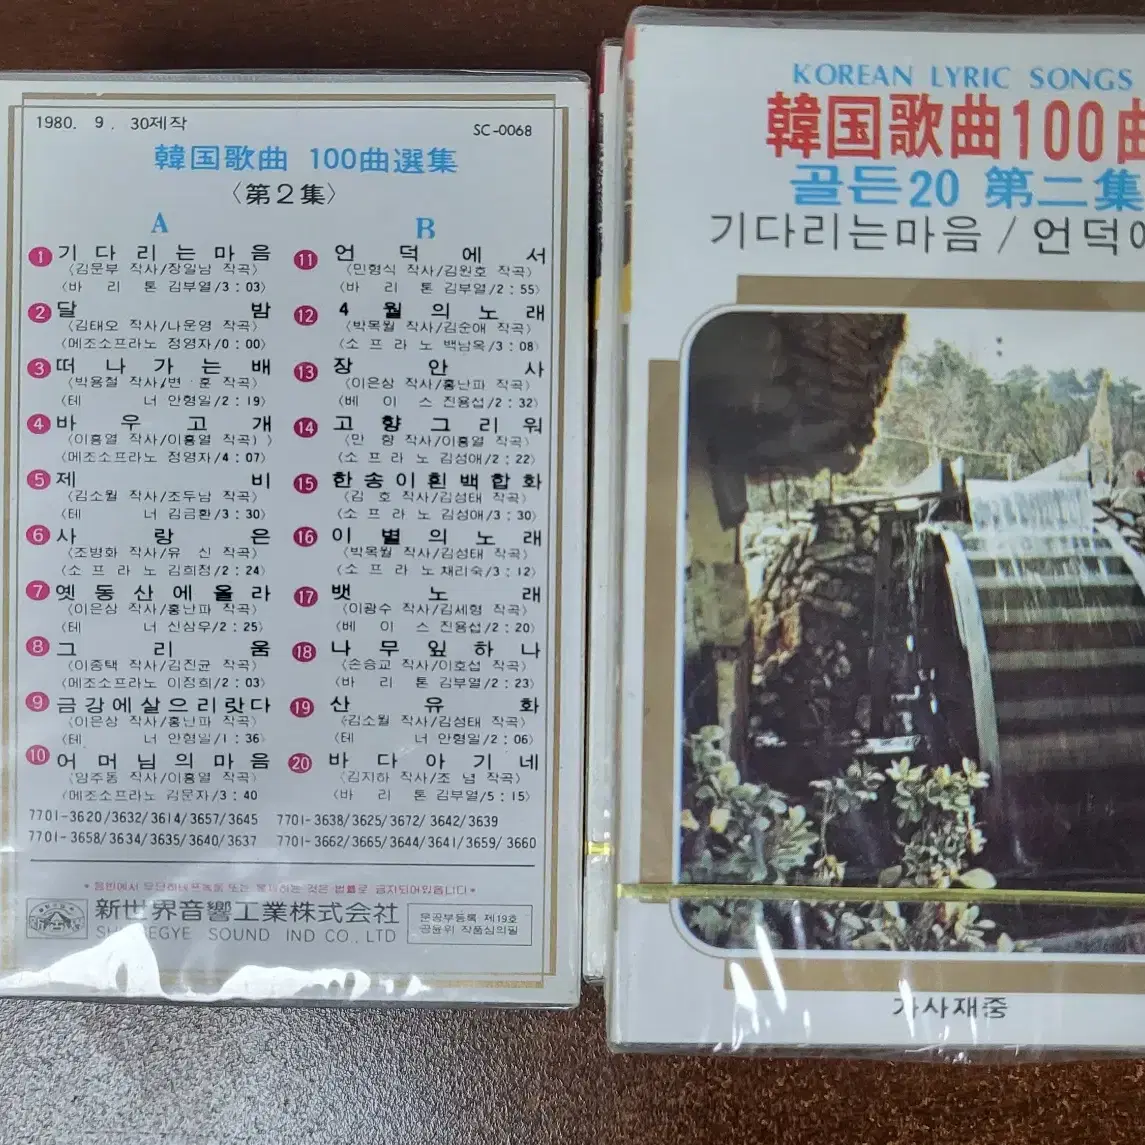 1980. 9. 30제작
SC-0068
韓国歌曲 100曲選集
〈第2集〉
A
1 기다리는마음
〈김문부 작사/장일남 작곡〉
〈바리톤 김부열/3:03〉
2 달밤
〈김태오 작사/나운영 작곡〉
〈메조소프라노 정영자/0:00〉
3 떠나가는배
〈박용철 작사/변·훈 작곡〉
〈테너 안형일/2:19〉
4 바우고개
〈이흥열 작사/이흥열 작곡〉
〈메조소프라노 정영자/4:07〉
5 제비
〈김소월 작사/조두남 작곡〉
〈테너 김금환/3:30〉
6 사랑은
〈조병화 작사/유 신 작곡〉
〈소프라노 김희정/2:24〉
7 옛동산에올라
〈이은상 작사/홍난파 작곡〉
〈테너 신삼우/2:25〉
8 그리움
〈이종택 작사/김진균 작곡〉
〈메조소프라노 이정희/2:03〉
9 금강에살으리랏다
〈이은상 작사/홍난파 작곡〉
〈테너 안형일/1:36〉
10 어머님의마음
〈양주동 작사/이흥열 작곡〉
〈메조소프라노 김문자/3:40
B
11 언덕에서
〈민형식 작사/김원호 작곡〉
〈바리톤 김부열/2:55〉
12 4월의노래
〈박목월 작사/김순애 작곡〉
〈소프라노 백남옥/3:08〉
13 장안사
〈이은상 작사/홍난파 작곡〉
〈베이스 진용섭/2:32〉
14 고향그리워
〈만 향 작사/이흥열 작곡〉
〈소프라노 김성애/2:22〉
15 한송이흰백합화
〈김 호 작사/김성태 작곡〉
〈소프라노 김성애/3:30〉
16 이별의노래
〈박목월 작사/김성태 작곡〉
〈소프라노 채리숙/3:12〉
17 뱃노래
〈이광수 작사/김세형 작곡〉
〈베이스 진용섭/2:20〉
18 나무잎하나
〈손승교 작사/이호섭 작곡〉
〈바리톤 김부열/2:23〉
19 산유화
〈김소월 작사/김성태 작곡〉
〈테너 안형일/2:06〉
20 바다아기네
〈김지하 작사/조 념 작곡〉
〈바리톤 김부열/5:15〉
7701-3620/3632/3614/3657/3645
7701-3658/3634/3635/3640/3637
7701-3638/3625/3672/3642/3639
7701-3662/3665/3644/3641/3659/3660
또는 복제하는 것은 법률로 금지되어있읍니다
新世界音響工業株式会社
SOUND IND CO., LTD
문공부등록 제19호
공윤위 작품심의필
KOREAN LYRIC SONGS
韓国歌曲100曲
골든20 第二集
기다리는마음/언덕에
가사재중